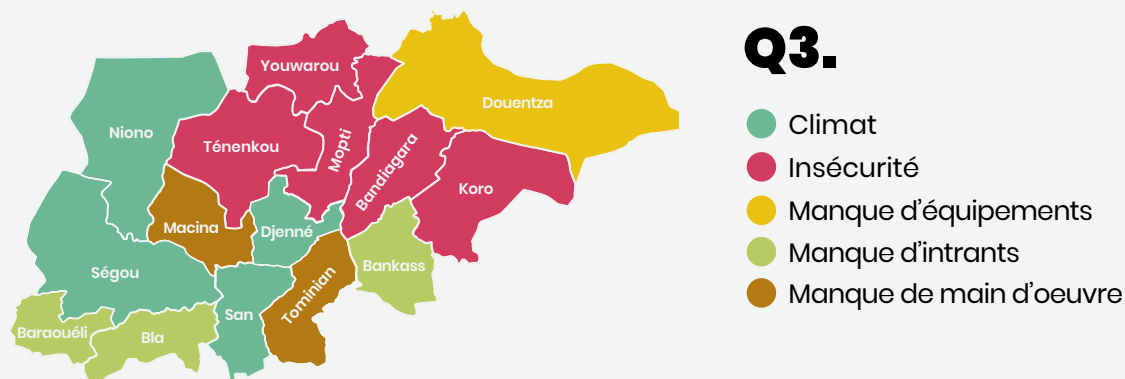 Q3.
Climat
Insécurité
Manque d'équipements
Manque d'intrants
Manque de main d'oeuvre
Youwarou
Douentza
Niono
Ténenkou
Mopti
Bandiagara
Koro
Macina
Djenné
Ségou
Bankass
Tominian
San
Baraouéli
Bla